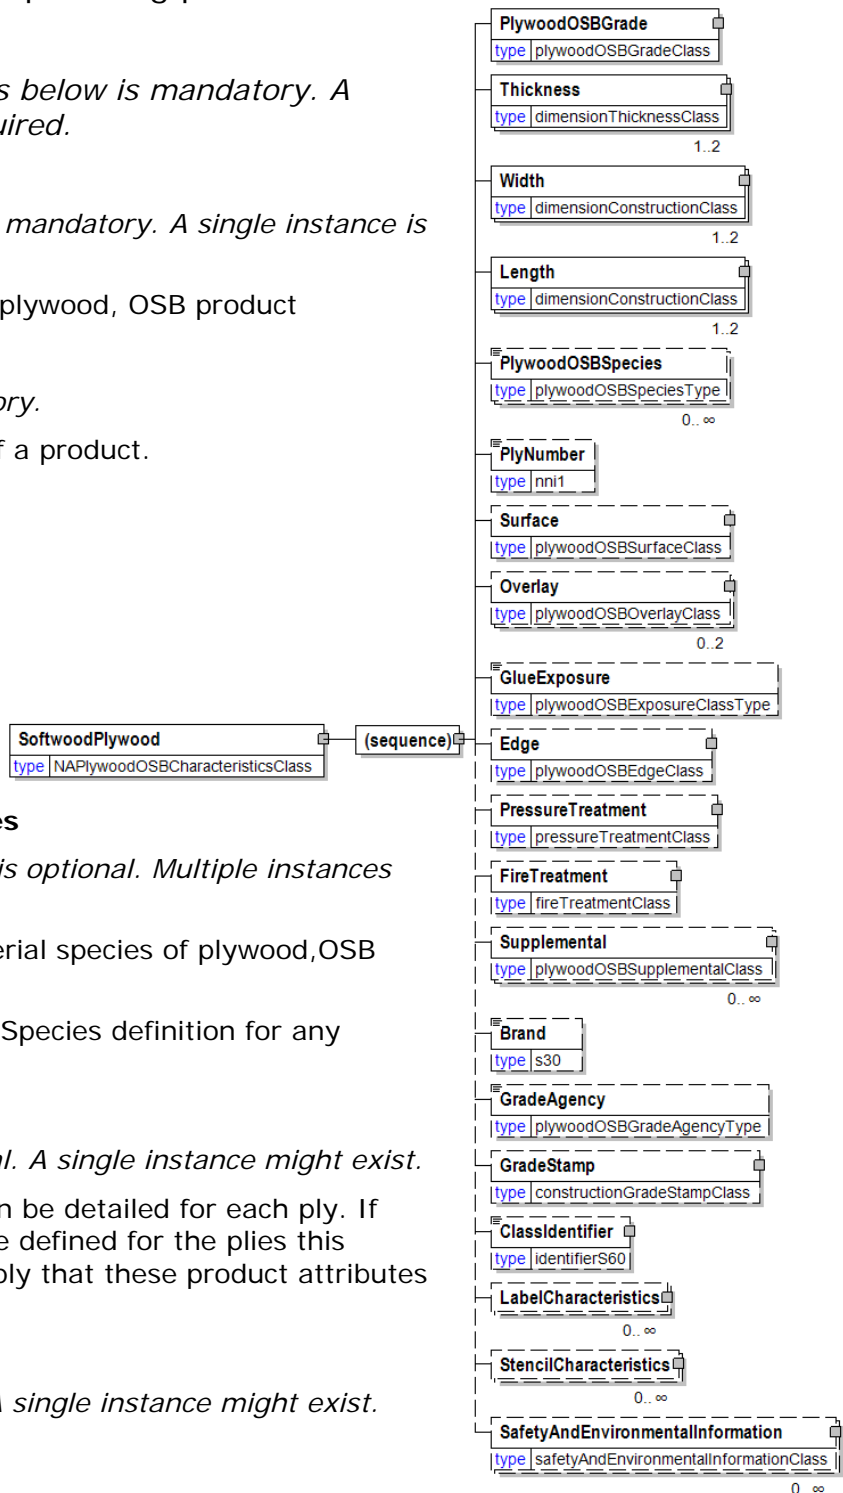 s below is mandatory. A
uired.
mandatory. A single instance is
plywood, OSB product
ory.
f a product.
es
is optional. Multiple instances
erial species of plywood,OSB
Species definition for any
al. A single instance might exist.
n be detailed for each ply. If
e defined for the plies this
ply that these product attributes
A single instance might exist.
SoftwoodPlywood
type NAPlywoodOSBCharacteristicsClass
(sequence)
PlywoodOSBGrade
type plywoodOSBGradeClass
Thickness
type dimensionThicknessClass
1..2
Width
type dimensionConstructionClass
1..2
Length
type dimensionConstructionClass
1..2
PlywoodOSBSpecies
type plywoodOSBSpeciesType
0..∞
PlyNumber
type nni1
Surface
type plywoodOSBSurfaceClass
Overlay
type plywoodOSBOverlayClass
0..2
GlueExposure
type plywoodOSBExposureClassType
Edge
type plywoodOSBEdgeClass
PressureTreatment
type pressureTreatmentClass
FireTreatment
type fireTreatmentClass
Supplemental
type plywoodOSBSupplementalClass
0..∞
Brand
type s30
GradeAgency
type plywoodOSBGradeAgencyType
GradeStamp
type constructionGradeStampClass
ClassIdentifier
type identifierS60
LabelCharacteristics
0..∞
StencilCharacteristics
0..∞
SafetyAndEnvironmentalInformation
type safetyAndEnvironmentalInformationClass
0..∞